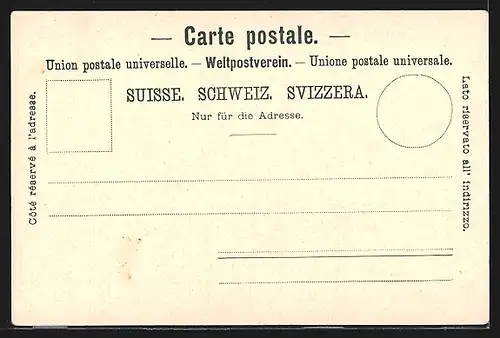 — Carte postale. —
Union postale universelle. — Weltpostverein. — Unione postale universale.
SUISSE. SCHWEIZ. SVIZZERA.
Nur für die Adresse.
Côté réservé à l'adresse.
Lato riservato all' indirizzo.